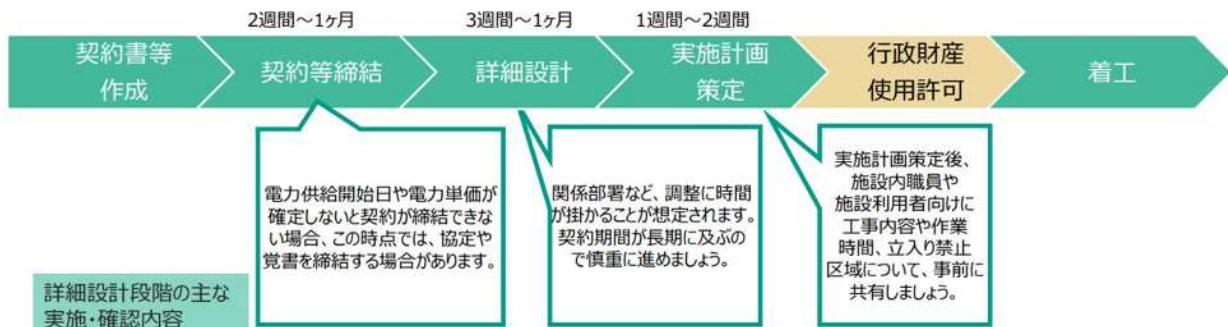 2週間～1ヶ月
3週間～1ヶ月
1週間～2週間
契約書等
作成
契約等締結
詳細設計
実施計画
策定
行政財産
使用許可
着工
電力供給開始日や電力単価が
確定しないと契約が締結できな
い場合、この時点では、協定や
覚書を締結する場合があります。
関係部署など、調整に時間
が掛かることが想定されます。
契約期間が長期に及ぶの
で慎重に進めましょう。
実施計画策定後、
施設内職員や
施設利用者向けに
工事内容や作業
時間、立入り禁止
区域について、事前に
共有しましょう。
詳細設計段階の主な
実施・確認内容